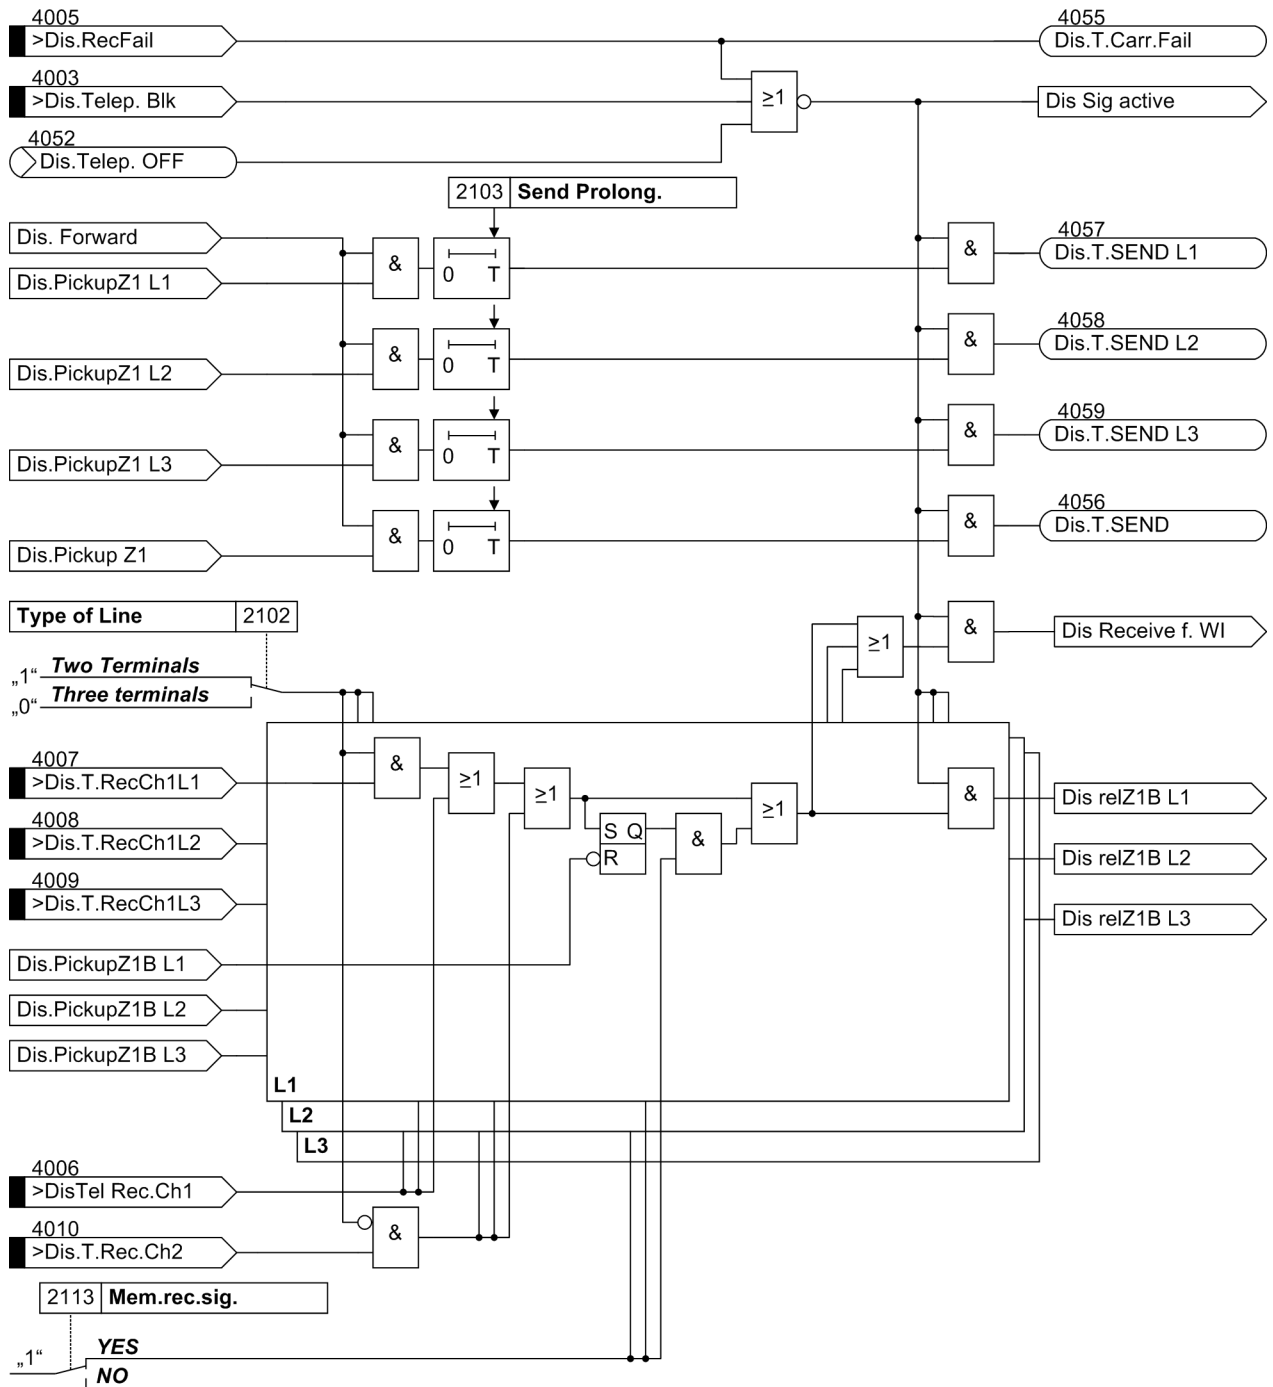 4005
>Dis.RecFail
4055
Dis.T.Carr.Fail
4003
>Dis.Telep. Blk
≥1
Dis Sig active
4052
Dis.Telep. OFF
2103 Send Prolong.
Dis. Forward
Dis.PickupZ1 L1
&
0 T
&
4057
Dis.T.SEND L1
Dis.PickupZ1 L2
&
0 T
&
4058
Dis.T.SEND L2
Dis.PickupZ1 L3
&
0 T
&
4059
Dis.T.SEND L3
Dis.Pickup Z1
&
0 T
&
4056
Dis.T.SEND
Type of Line 2102
≥1
&
Dis Receive f. WI
„1“ Two Terminals
„0“ Three terminals
4007
>Dis.T.RecCh1L1
&
≥1
≥1
S Q
R
&
≥1
&
Dis relZ1B L1
4008
>Dis.T.RecCh1L2
Dis relZ1B L2
4009
>Dis.T.RecCh1L3
Dis relZ1B L3
Dis.PickupZ1B L1
Dis.PickupZ1B L2
Dis.PickupZ1B L3
L1
L2
L3
4006
>DisTel Rec.Ch1
4010
>Dis.T.Rec.Ch2
&
2113 Mem.rec.sig.
„1“
YES
NO